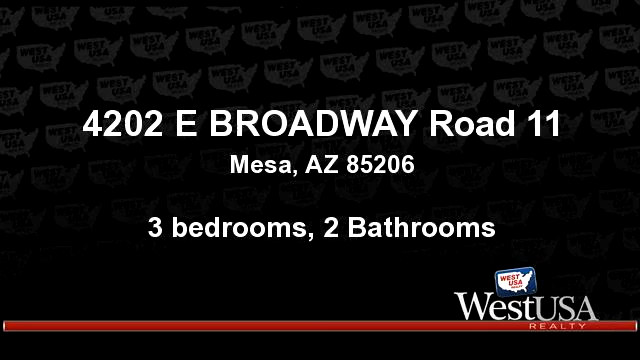 4202 E BROADWAY Road 11
Mesa, AZ 85206
3 bedrooms, 2 Bathrooms
WEST
USA
WestUSA
REALTY